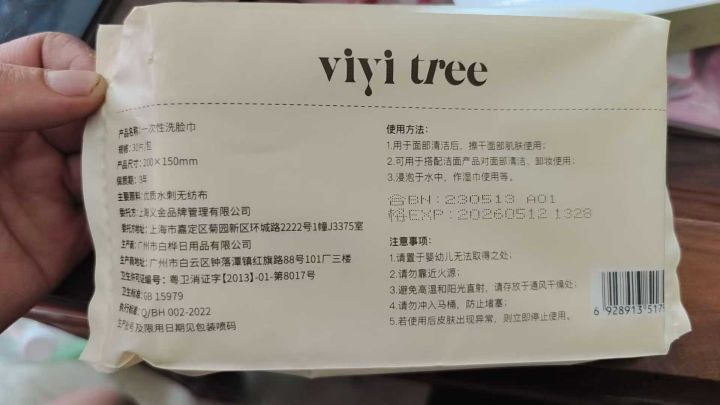 viyi tree
产品名称:一次性洗脸巾
规格:30片/包
产品尺寸:200×150mm
保质期:3年
主要原料:优质水刺无纺布
委托方:上海乂金品牌管理有限公司
委托方地址:上海市嘉定区菊园新区环城路2222号1幢J3375室
生产商:广州市白桦日用品有限公司
生产商地址:广州市白云区钟落潭镇红旗路88号101厂三楼
卫生许可证编号:粤卫消证字【2013】-01-第8017号
卫生标准:GB 15979
执行标准:Q/BH 002-2022
生产批号及限用日期见包装喷码
使用方法:
1.用于面部清洁后,擦干面部肌肤使用;
2.可用于搭配洁面产品对面部清洁、卸妆使用;
3.浸泡于水中,作湿巾使用等。
合BN:230513 A01
格EXP:20260512 1328
注意事项:
1.请置于婴幼儿无法取得之处;
2.请勿靠近火源;
3.避免高温和阳光直射,请存放于通风干燥处;
4.请勿冲入马桶,防止堵塞;
5.若使用后皮肤出现异常,则立即停止使用。
6 928913 517